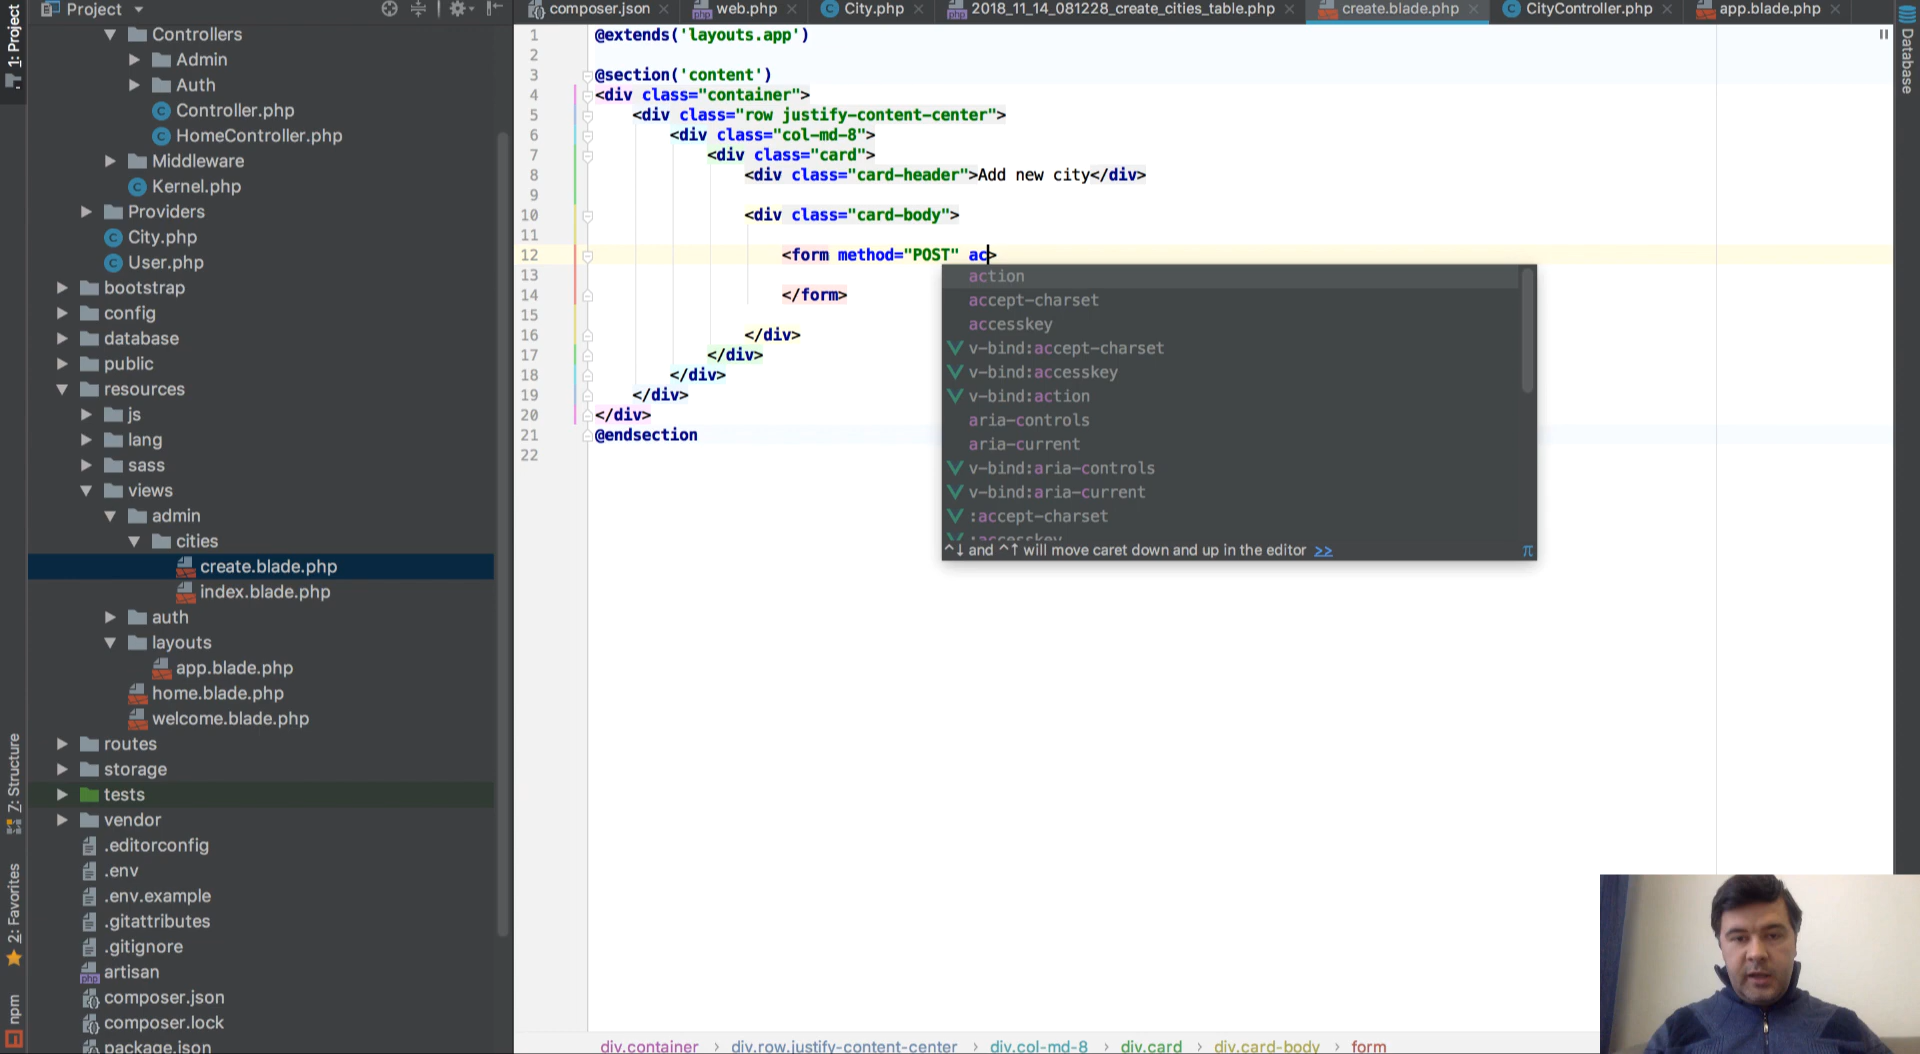 Project
composer.json
web.php
City.php
2018_11_14_081228_create_cities_table.php
create.blade.php
CityController.php
app.blade.php
1: Project
7: Structure
2: Favorites
npm
Database
Controllers
Admin
Auth
Controller.php
HomeController.php
Middleware
Kernel.php
Providers
City.php
User.php
bootstrap
config
database
public
resources
js
lang
sass
views
admin
cities
create.blade.php
index.blade.php
auth
layouts
app.blade.php
home.blade.php
welcome.blade.php
routes
storage
tests
vendor
.editorconfig
.env
.env.example
.gitattributes
.gitignore
artisan
composer.json
composer.lock
package.json
1 @extends('layouts.app')
2
3 @section('content')
4 <div class="container">
5 <div class="row justify-content-center">
6 <div class="col-md-8">
7 <div class="card">
8 <div class="card-header">Add new city</div>
9
10 <div class="card-body">
11
12 <form method="POST" ac>
13
14 </form>
15
16 </div>
17 </div>
18 </div>
19 </div>
20 </div>
21 @endsection
22
action
accept-charset
accesskey
v-bind:accept-charset
v-bind:accesskey
v-bind:action
aria-controls
aria-current
v-bind:aria-controls
v-bind:aria-current
:accept-charset
:accesskey
^↓ and ^↑ will move caret down and up in the editor >> π
div.container › div.row.justify-content-center › div.col-md-8 › div.card › div.card-body › form